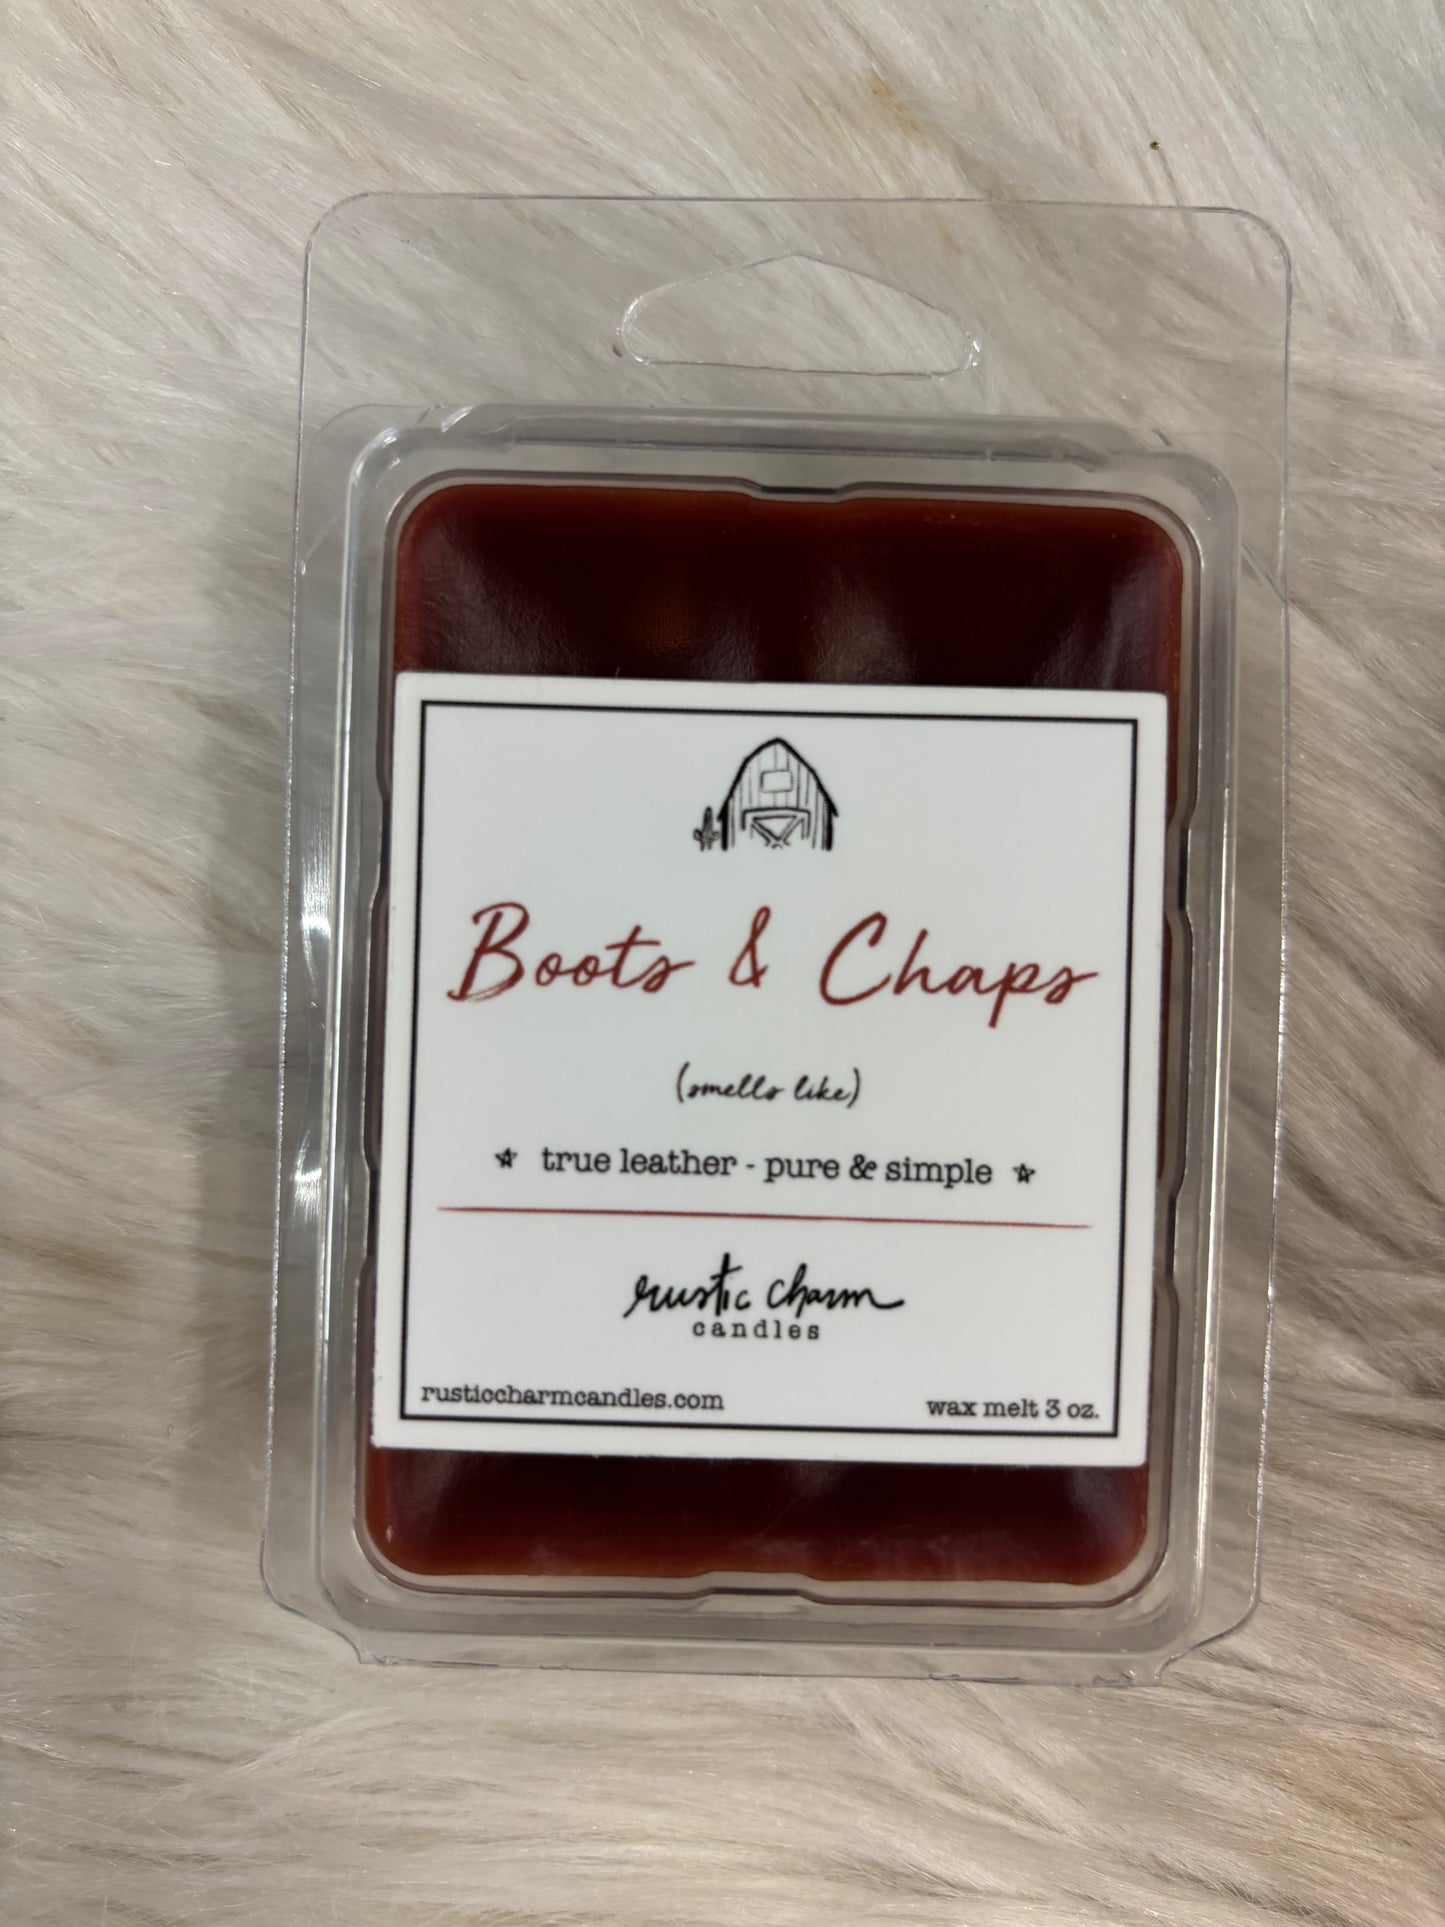 Boots & Chaps
(smells like)
true leather - pure & simple
rustic charm
candles
rusticcharmcandles.com
wax melt 3 oz.